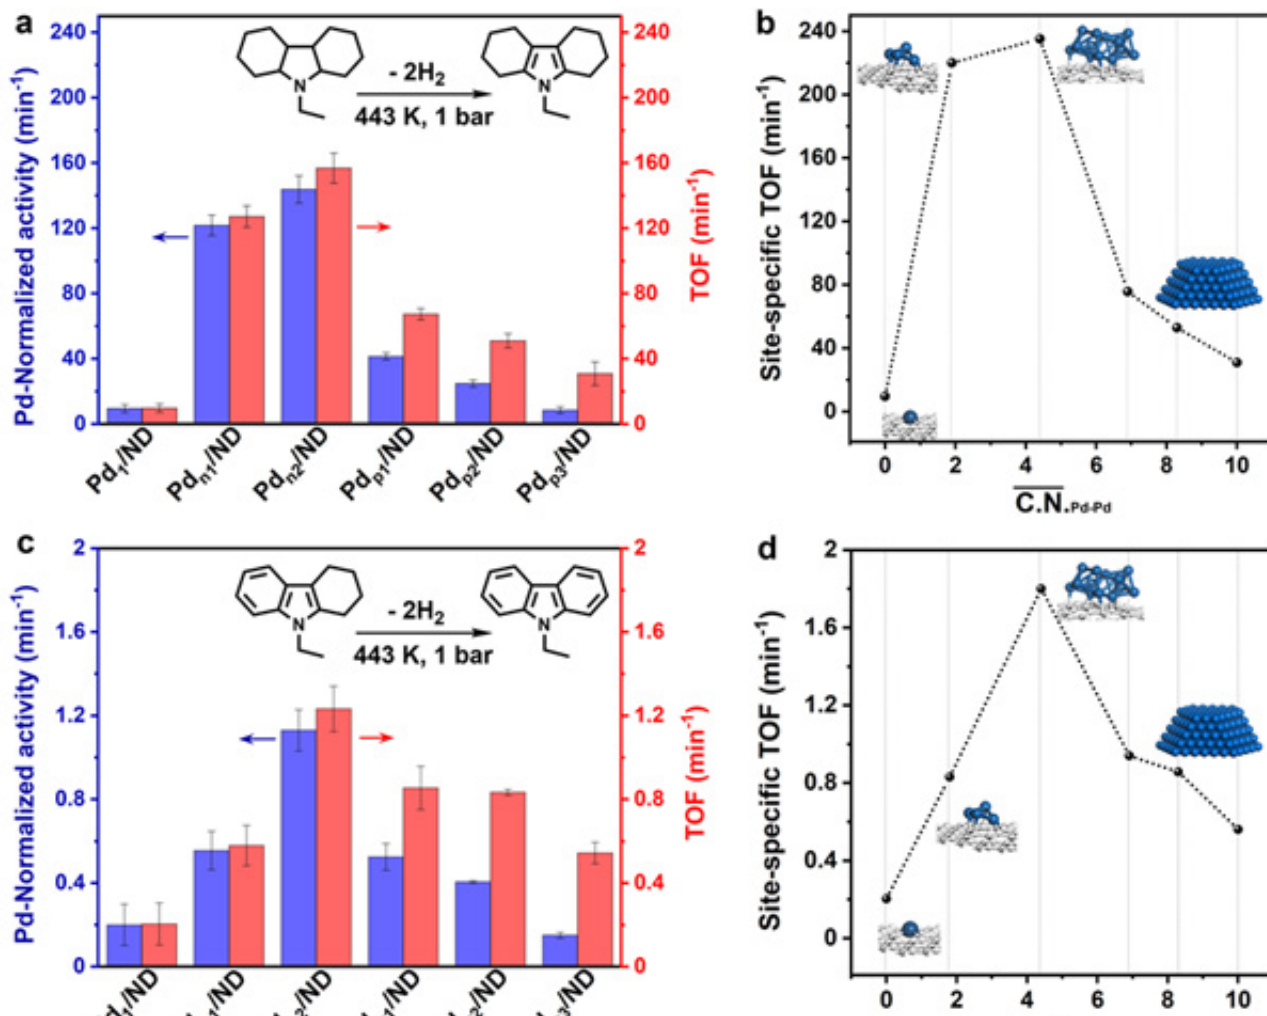 a
Pd-Normalized activity (min⁻¹)
240
200
160
120
80
40
0
N
- 2H₂
443 K, 1 bar
N
240
200
160
120
80
40
0
TOF (min⁻¹)
Pd₁/ND
Pdₙ₁/ND
Pdₙ₂/ND
Pdₚ₁/ND
Pdₚ₂/ND
Pdₚ₃/ND
b
Site-specific TOF (min⁻¹)
240
200
160
120
80
40
0
0 2 4 6 8 10
C.N.Pd-Pd
c
Pd-Normalized activity (min⁻¹)
2
1.6
1.2
0.8
0.4
0
N
- 2H₂
443 K, 1 bar
N
2
1.6
1.2
0.8
0.4
0
TOF (min⁻¹)
₁/ND
₁/ND
₂/ND
₁/ND
₂/ND
₃/ND
d
Site-specific TOF (min⁻¹)
2
1.6
1.2
0.8
0.4
0
0 2 4 6 8 10